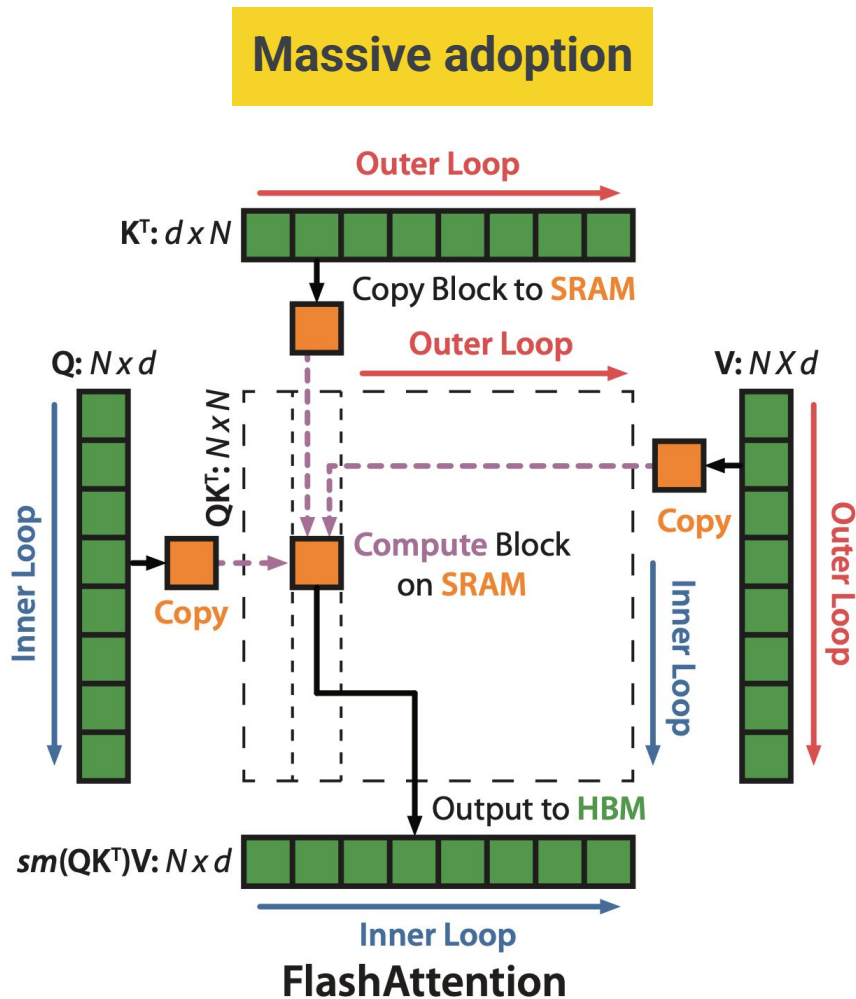 Massive adoption
Outer Loop
Kᵀ: d x N
Copy Block to SRAM
Outer Loop
Q: N x d
V: N X d
QKᵀ: N x N
Copy
Compute Block
on SRAM
Copy
Inner Loop
Inner Loop
Outer Loop
Output to HBM
sm(QKᵀ)V: N x d
Inner Loop
FlashAttention